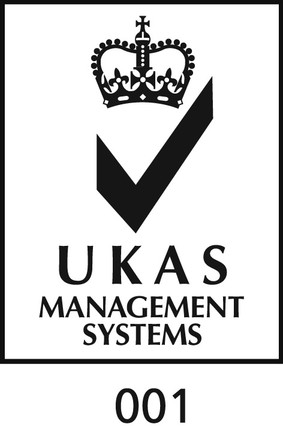 UKAS
MANAGEMENT
SYSTEMS
001